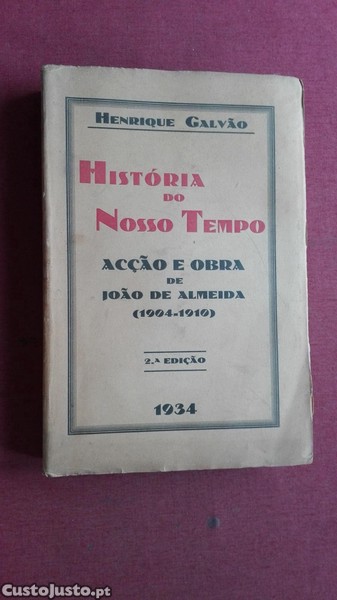 HENRIQUE GALVÃO
HISTÓRIA
DO
NOSSO TEMPO
ACÇÃO E OBRA
DE
JOÃO DE ALMEIDA
(1904-1910)
2.ª EDIÇÃO
1934
CustoJusto.pt